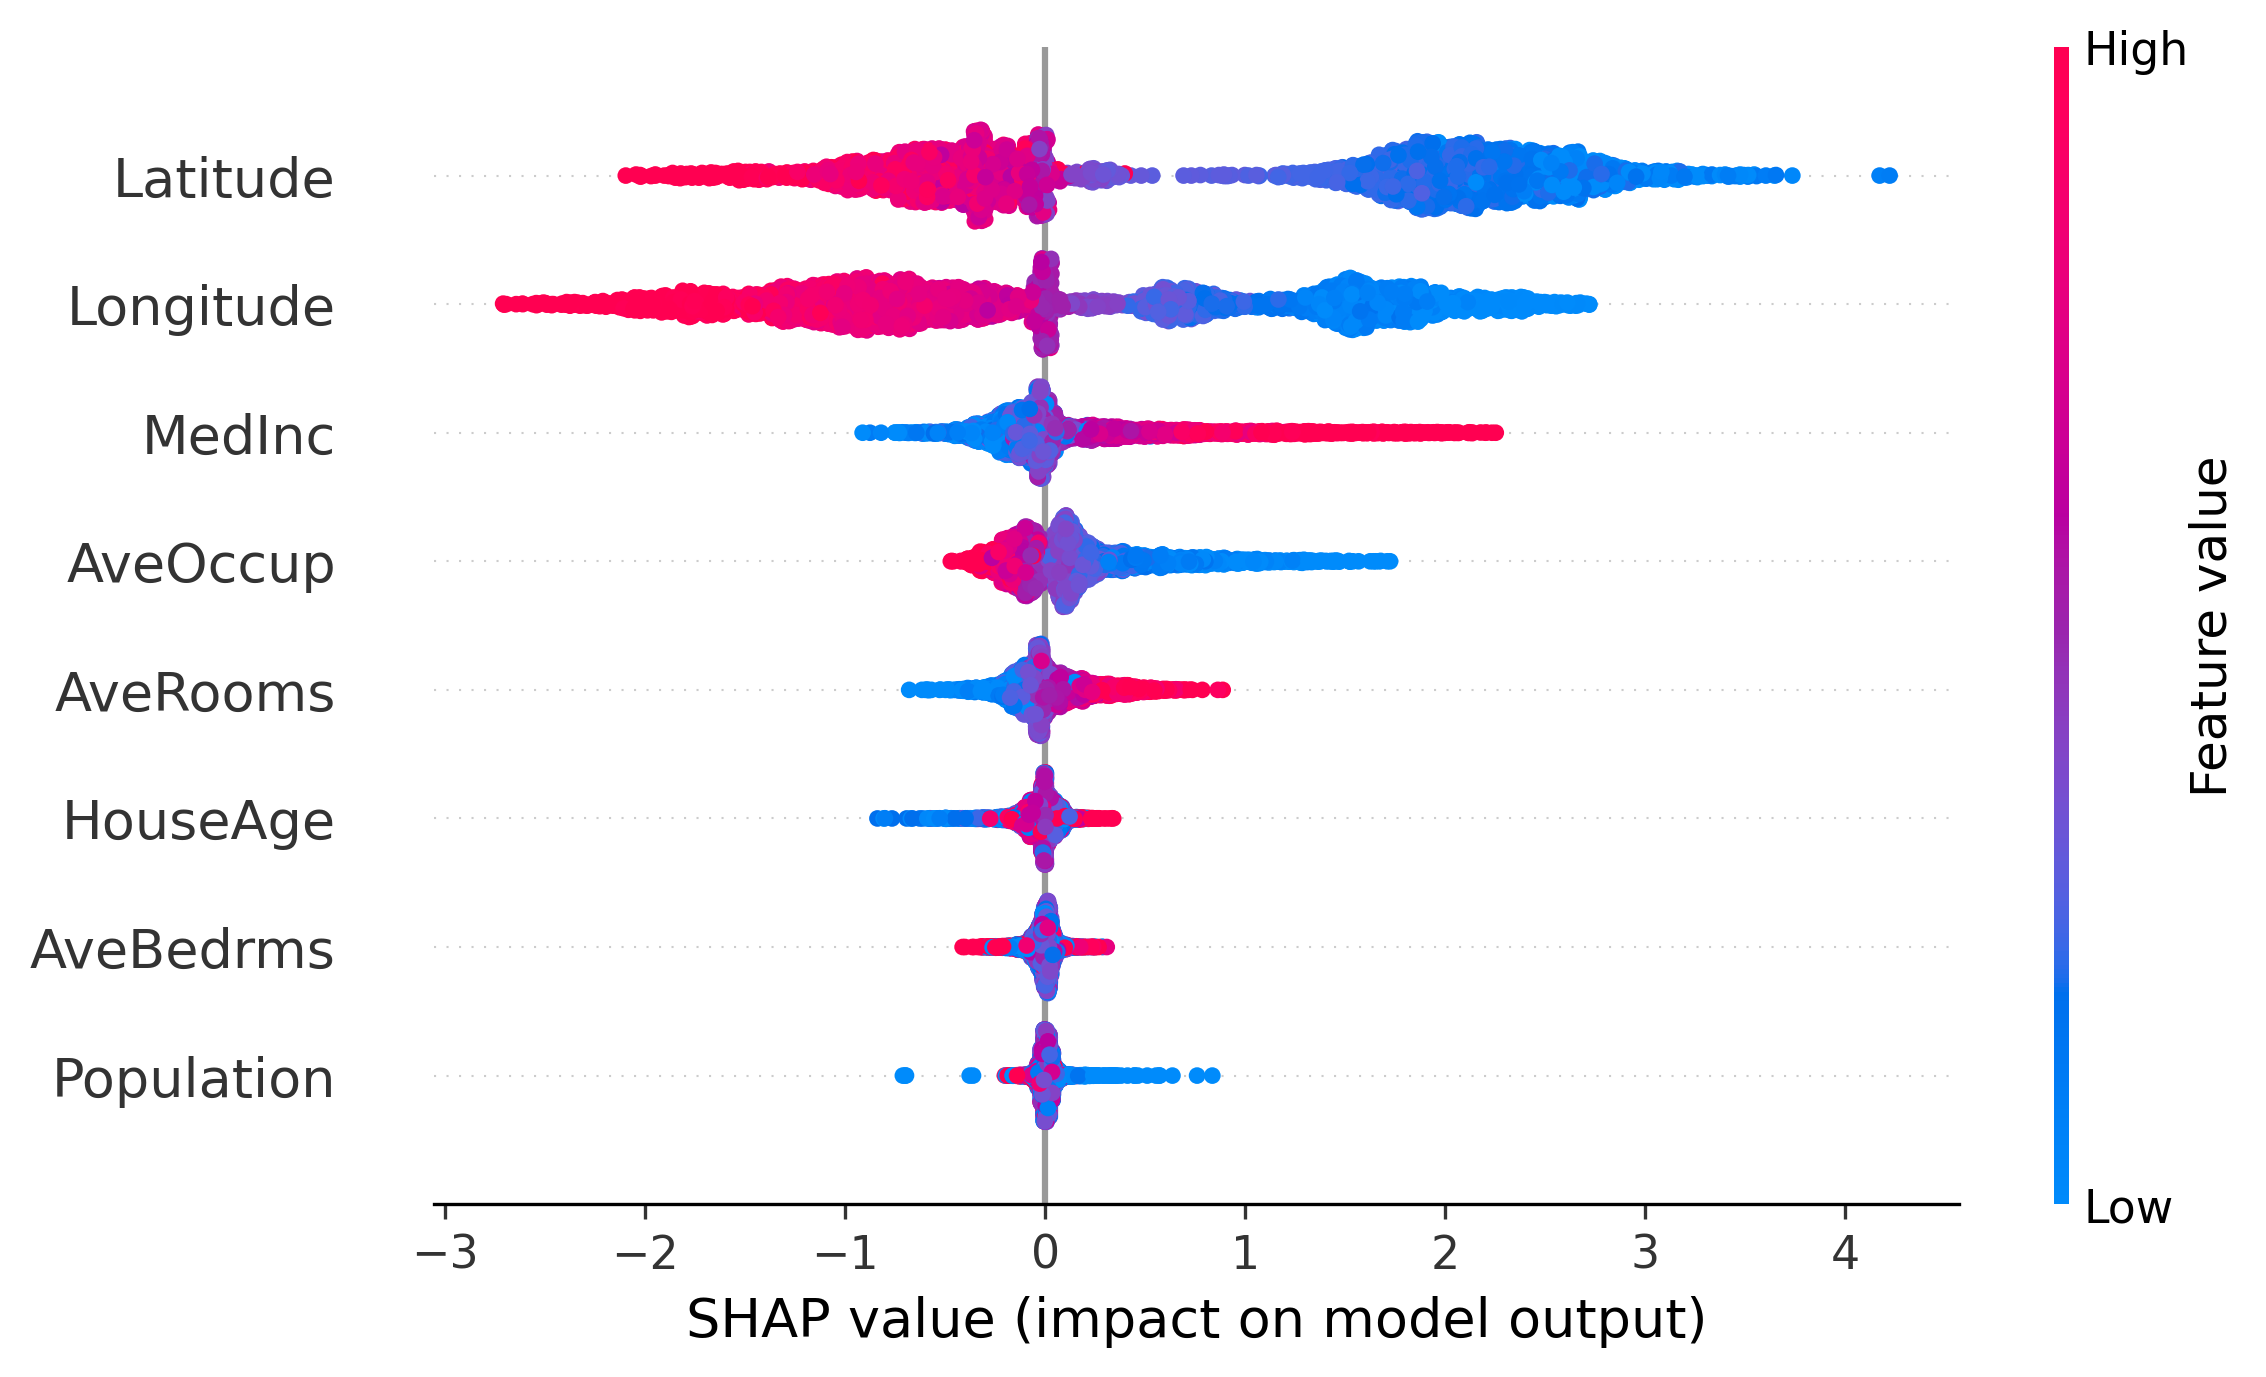 High
Latitude
Longitude
MedInc
AveOccup
AveRooms
HouseAge
AveBedrms
Population
Feature value
Low
−3 −2 −1 0 1 2 3 4
SHAP value (impact on model output)